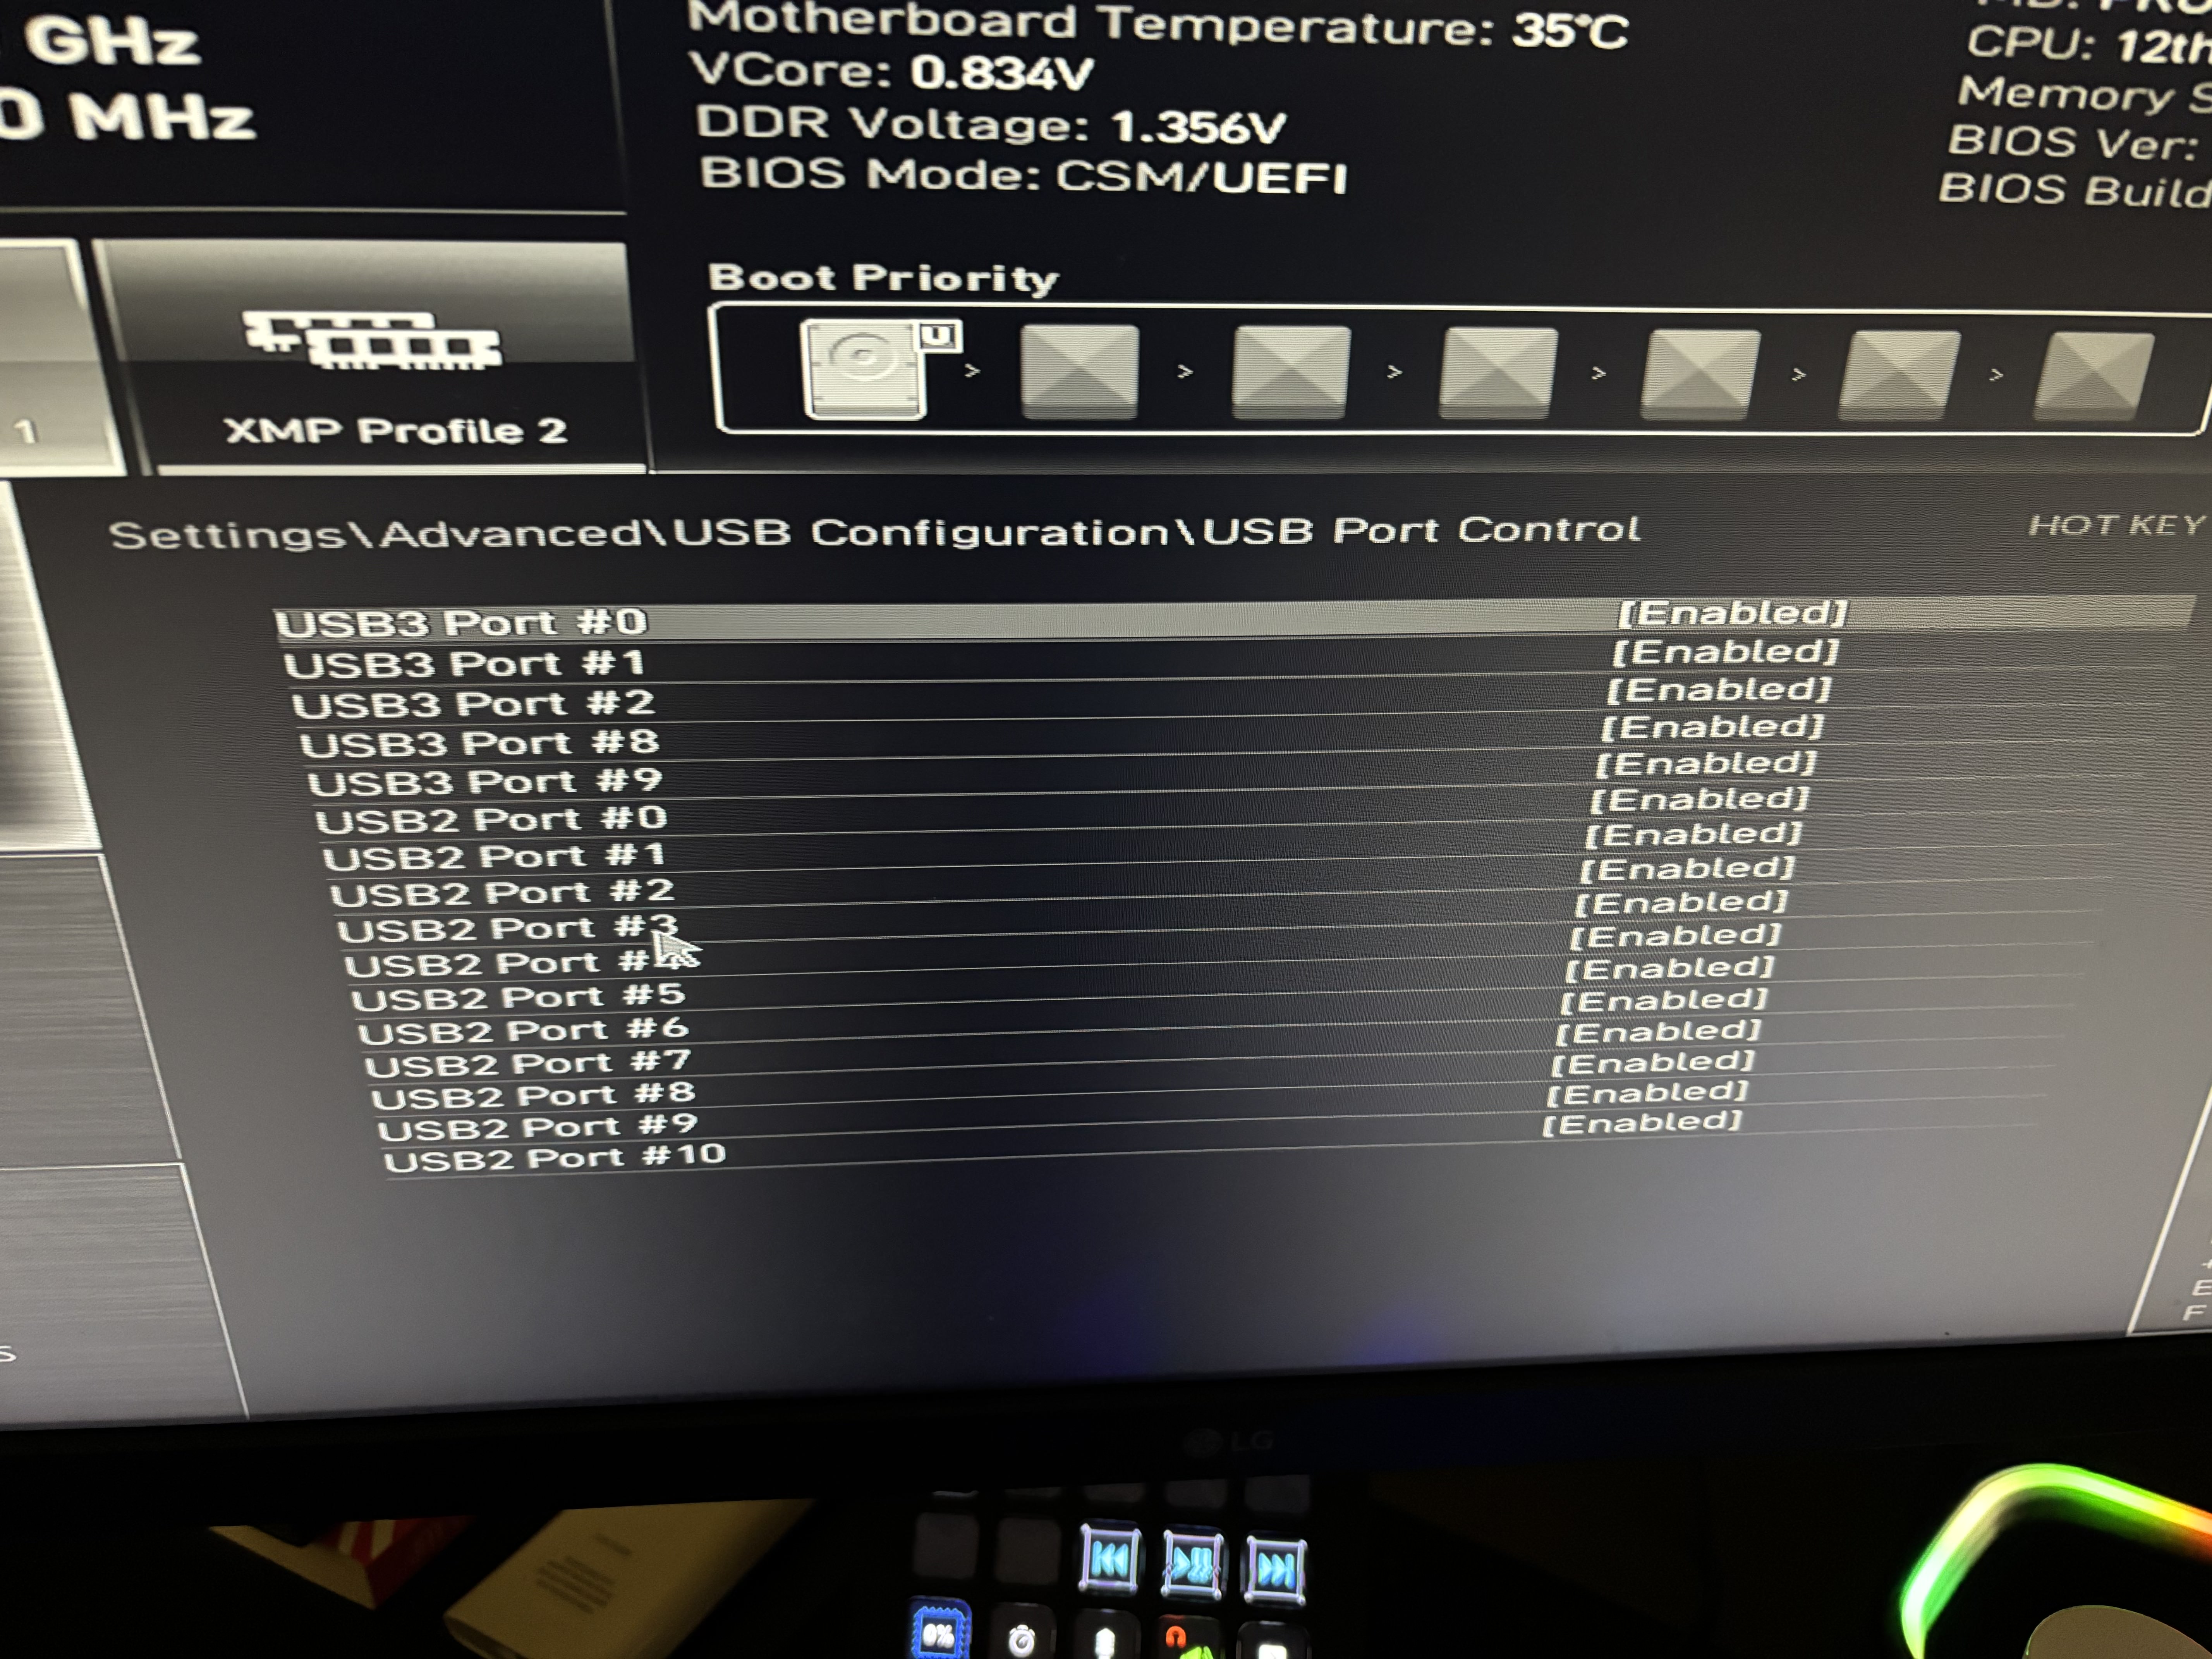 GHz
0 MHz
Motherboard Temperature: 35°C
VCore: 0.834V
DDR Voltage: 1.356V
BIOS Mode: CSM/UEFI
CPU: 12th
Memory S
BIOS Ver:
BIOS Build
Boot Priority
U
> > > > > >
1
XMP Profile 2
Settings\Advanced\USB Configuration\USB Port Control
HOT KEY
USB3 Port #0 [Enabled]
USB3 Port #1 [Enabled]
USB3 Port #2 [Enabled]
USB3 Port #8 [Enabled]
USB3 Port #9 [Enabled]
USB2 Port #0 [Enabled]
USB2 Port #1 [Enabled]
USB2 Port #2 [Enabled]
USB2 Port #3 [Enabled]
USB2 Port #4 [Enabled]
USB2 Port #5 [Enabled]
USB2 Port #6 [Enabled]
USB2 Port #7 [Enabled]
USB2 Port #8 [Enabled]
USB2 Port #9 [Enabled]
USB2 Port #10 [Enabled]
E
F
s
LG
0%